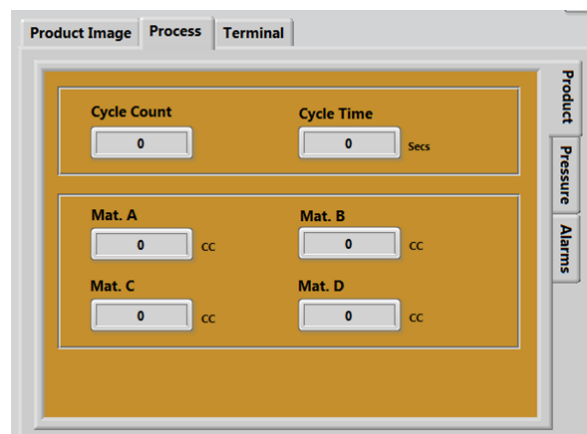 Product Image Process Terminal
Product
Pressure
Alarms
Cycle Count Cycle Time
0 0 Secs
Mat. A Mat. B
0 CC 0 CC
Mat. C Mat. D
0 CC 0 CC